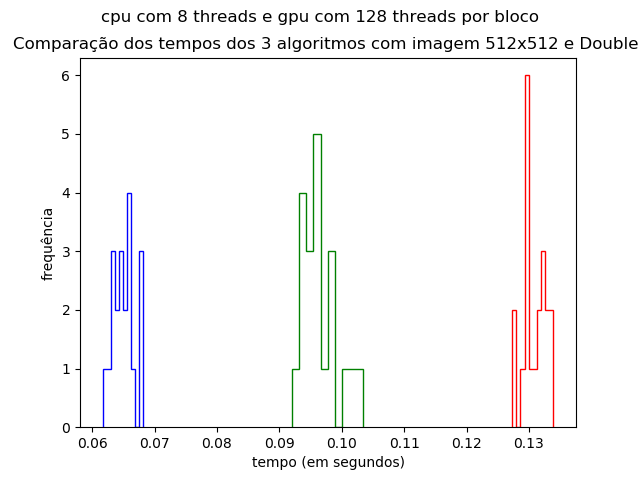 cpu com 8 threads e gpu com 128 threads por bloco
Comparação dos tempos dos 3 algoritmos com imagem 512x512 e Double
frequência
6
5
4
3
2
1
0
0.06 0.07 0.08 0.09 0.10 0.11 0.12 0.13
tempo (em segundos)